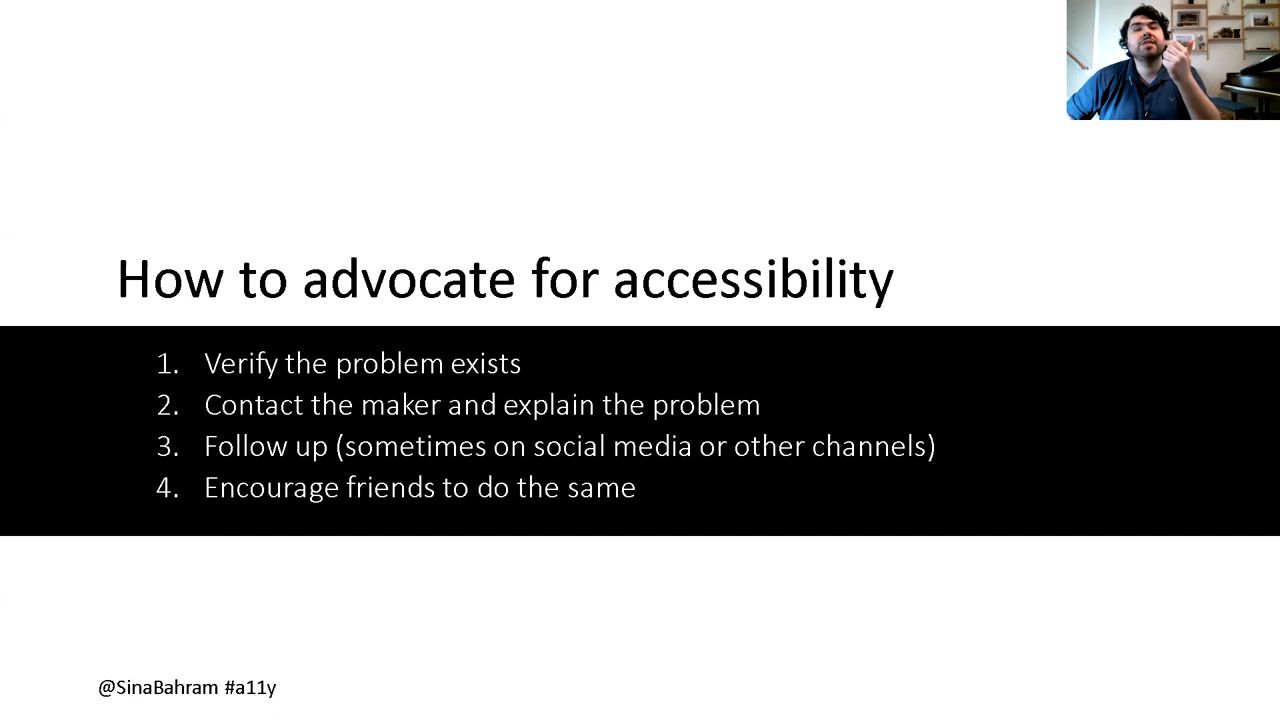 How to advocate for accessibility
1. Verify the problem exists
2. Contact the maker and explain the problem
3. Follow up (sometimes on social media or other channels)
4. Encourage friends to do the same
@SinaBahram #a11y